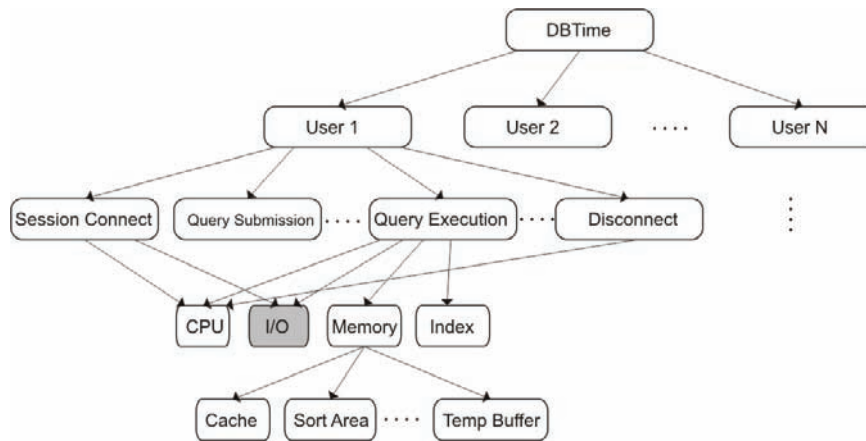 DBTime
User 1 User 2 .... User N
Session Connect Query Submission .... Query Execution .... Disconnect
CPU I/O Memory Index
Cache Sort Area .... Temp Buffer